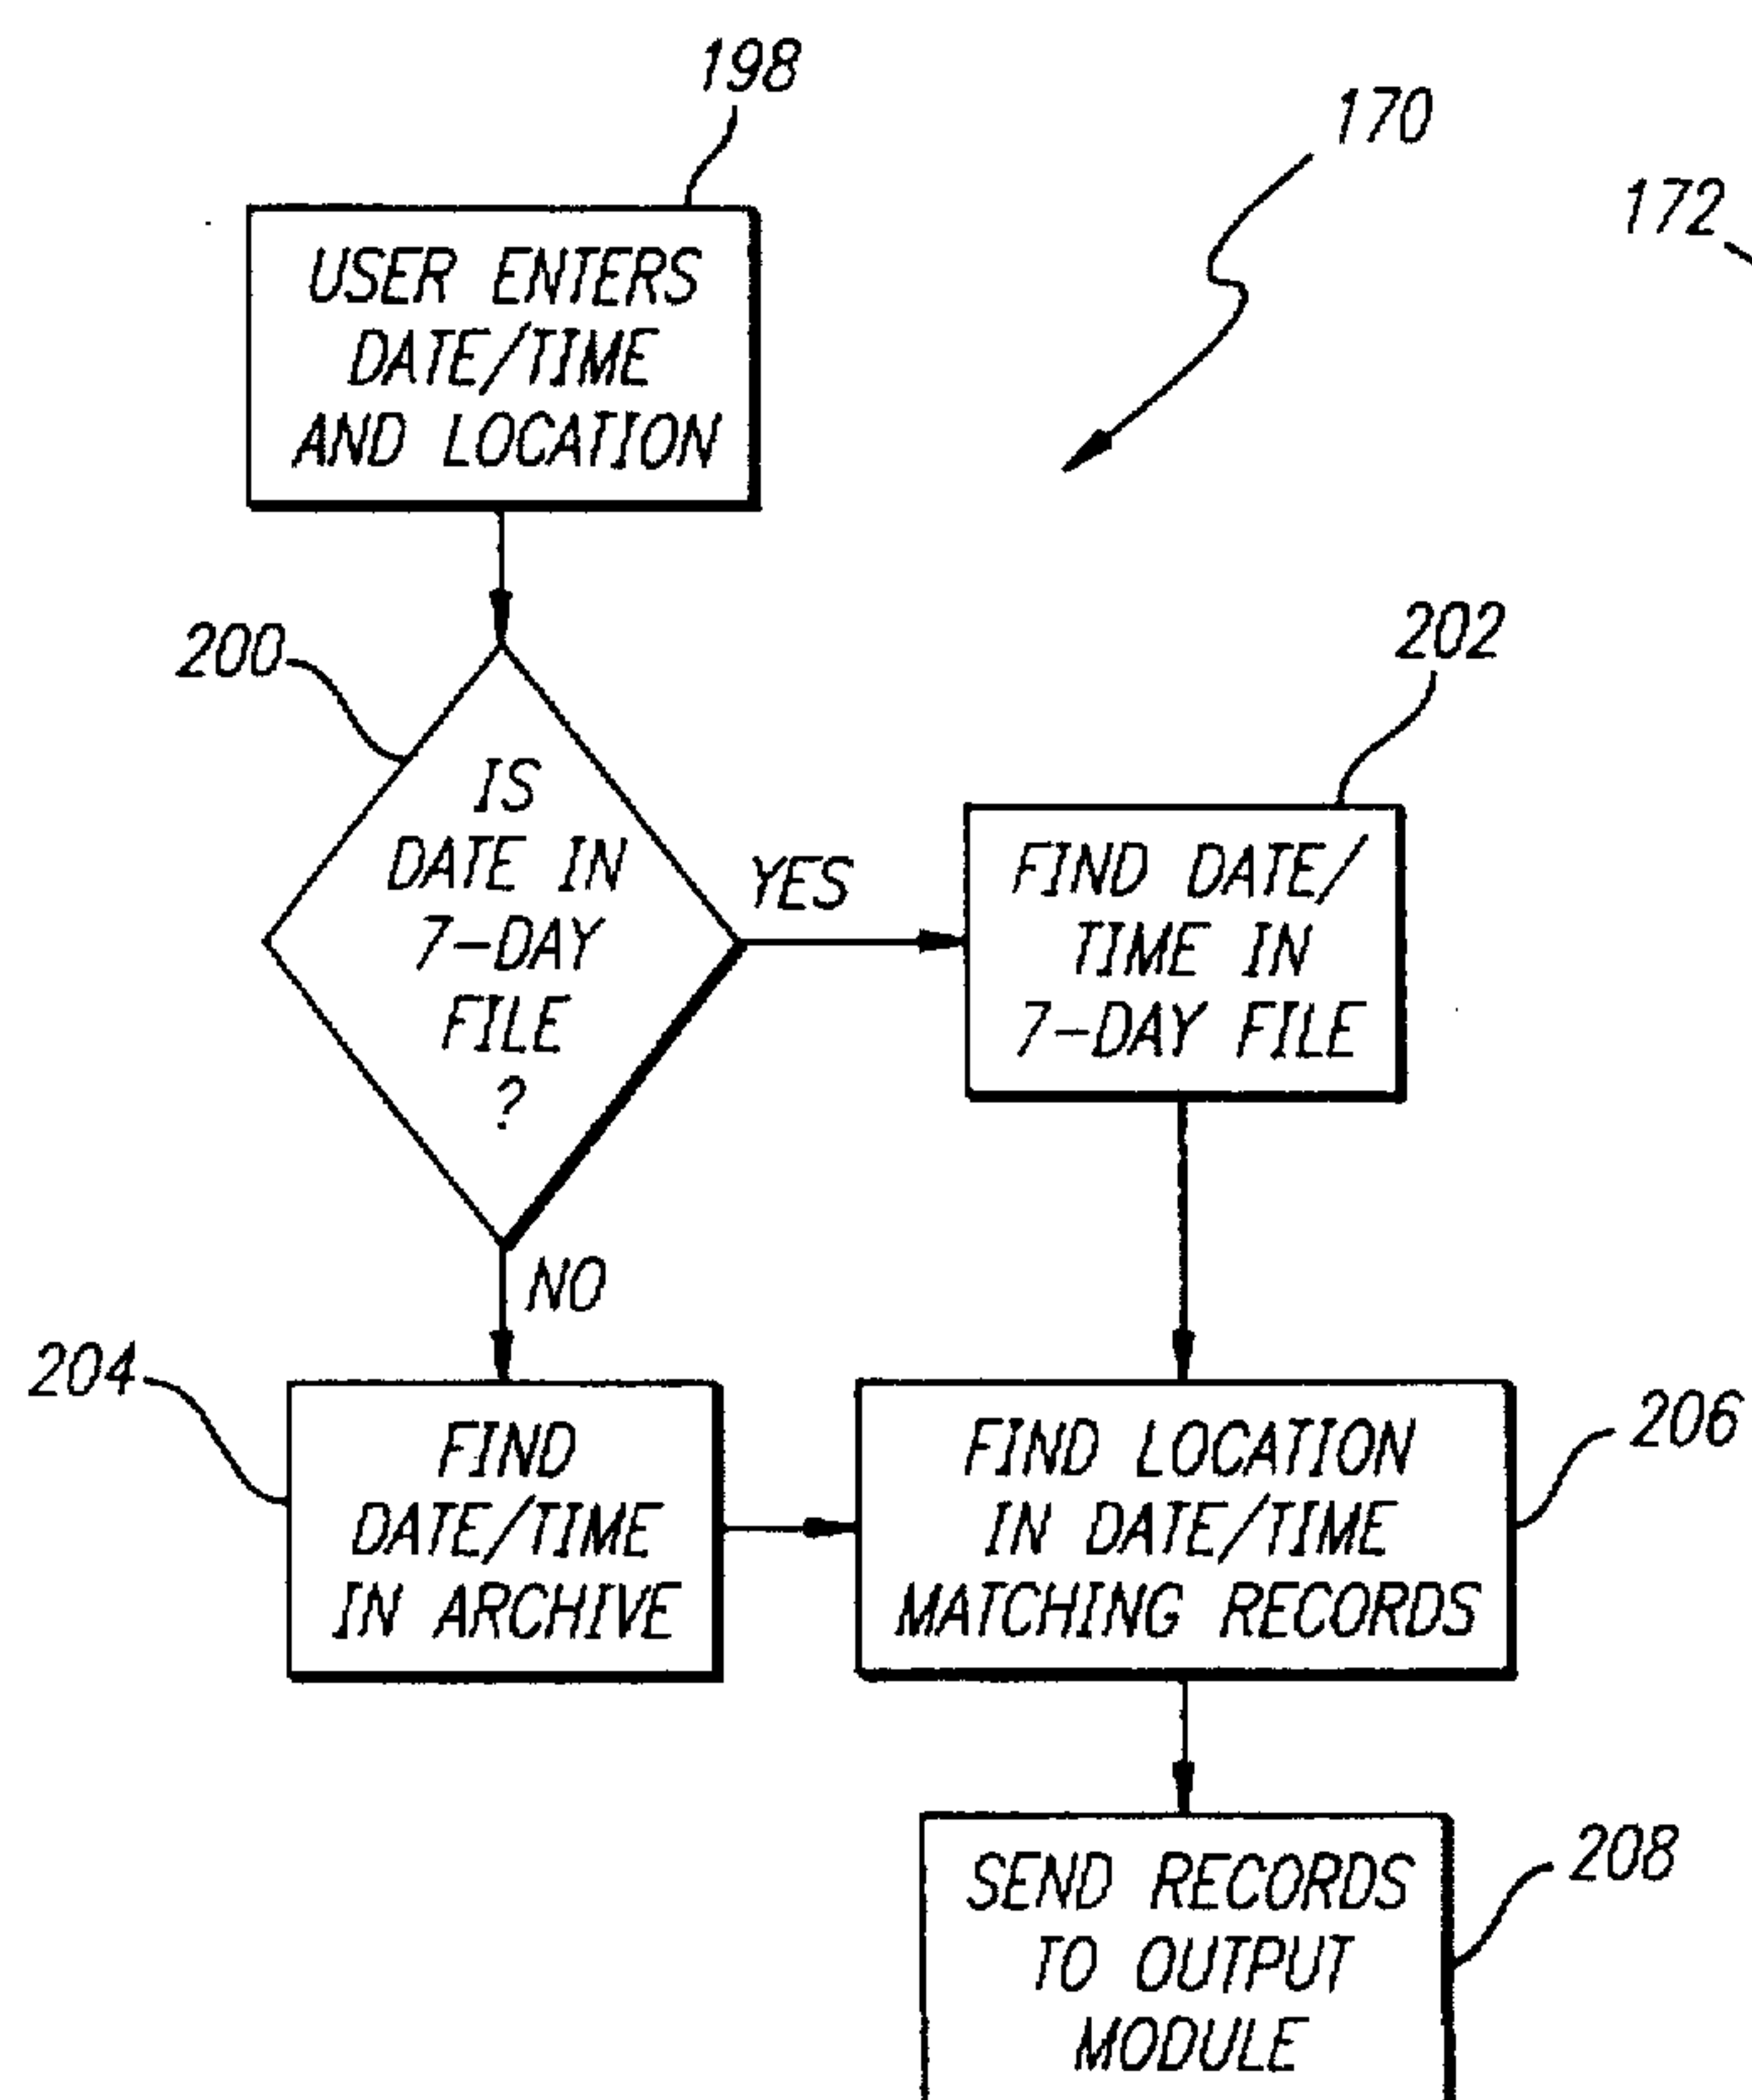 198
170
172
USER ENTERS
DATE/TIME
AND LOCATION
200
IS
DATE IN
7-DAY
FILE
?
YES
NO
202
FIND DATE/
TIME IN
7-DAY FILE
204
FIND
DATE/TIME
IN ARCHIVE
206
FIND LOCATION
IN DATE/TIME
MATCHING RECORDS
208
SEND RECORDS
TO OUTPUT
MODULE